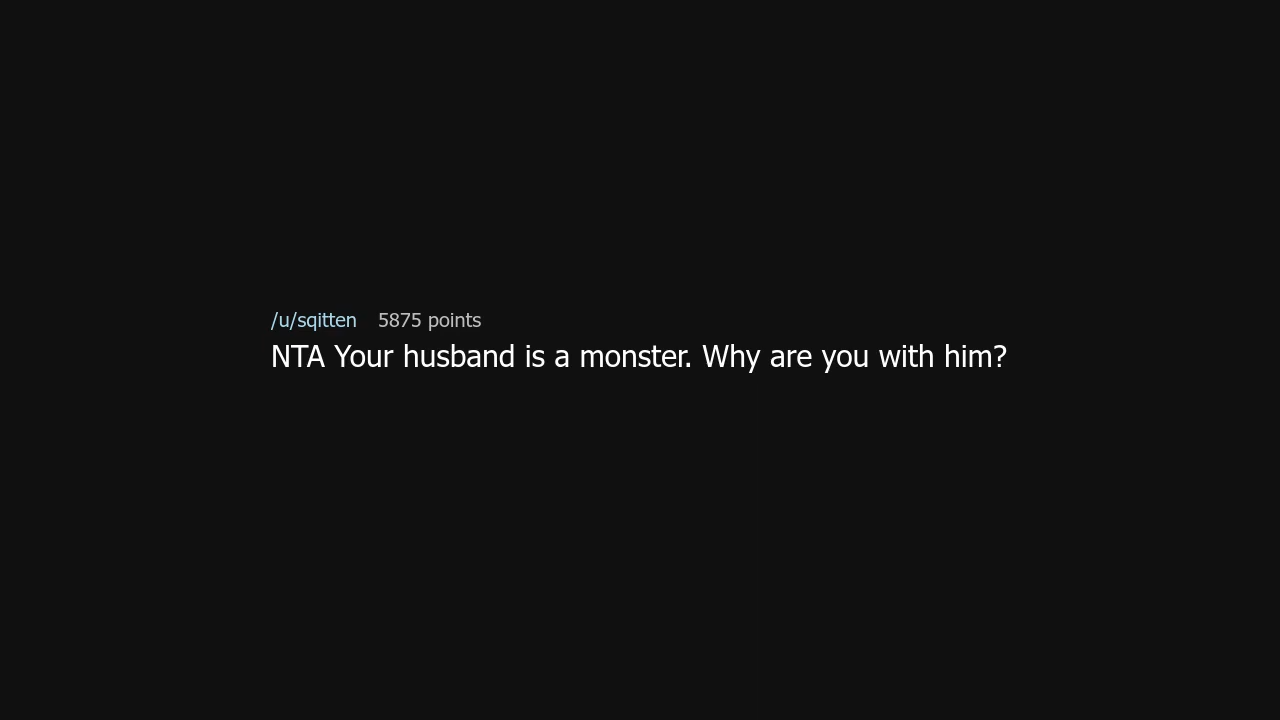 /u/sqitten 5875 points
NTA Your husband is a monster. Why are you with him?